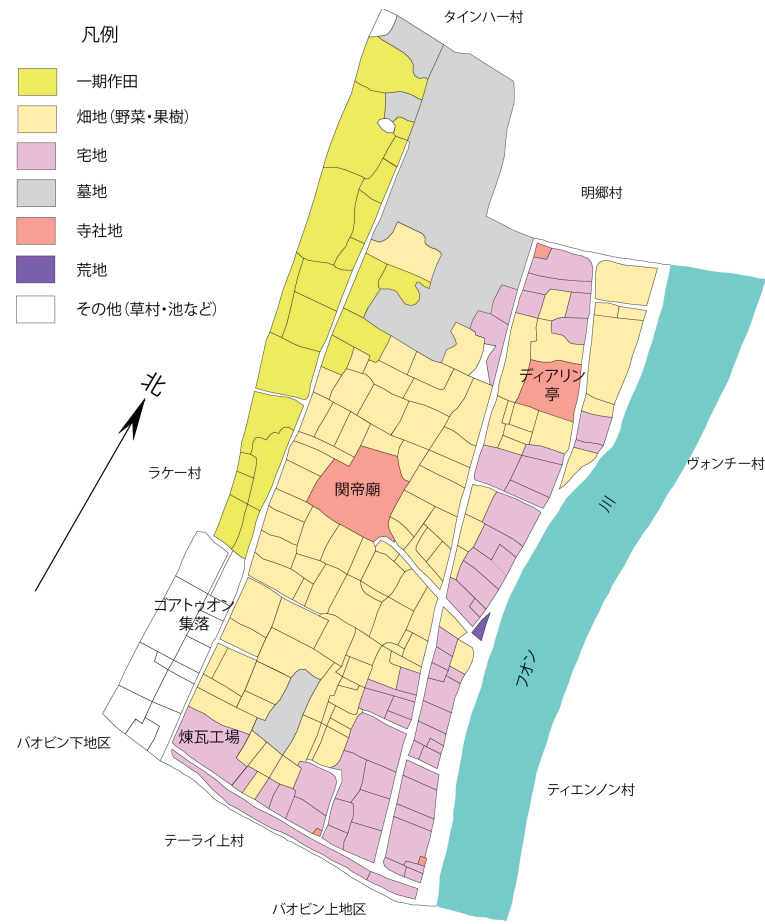 タインハー村
凡例
一期作田
畑地(野菜・果樹)
宅地
墓地
寺社地
荒地
その他(草村・池など)
明郷村
北
ディアリン
亭
ラケー村
関帝廟
ヴォンチー村
川
ゴアトゥオン
集落
フオン
バオビン下地区
煉瓦工場
ティエンノン村
テーライ上村
バオビン上地区